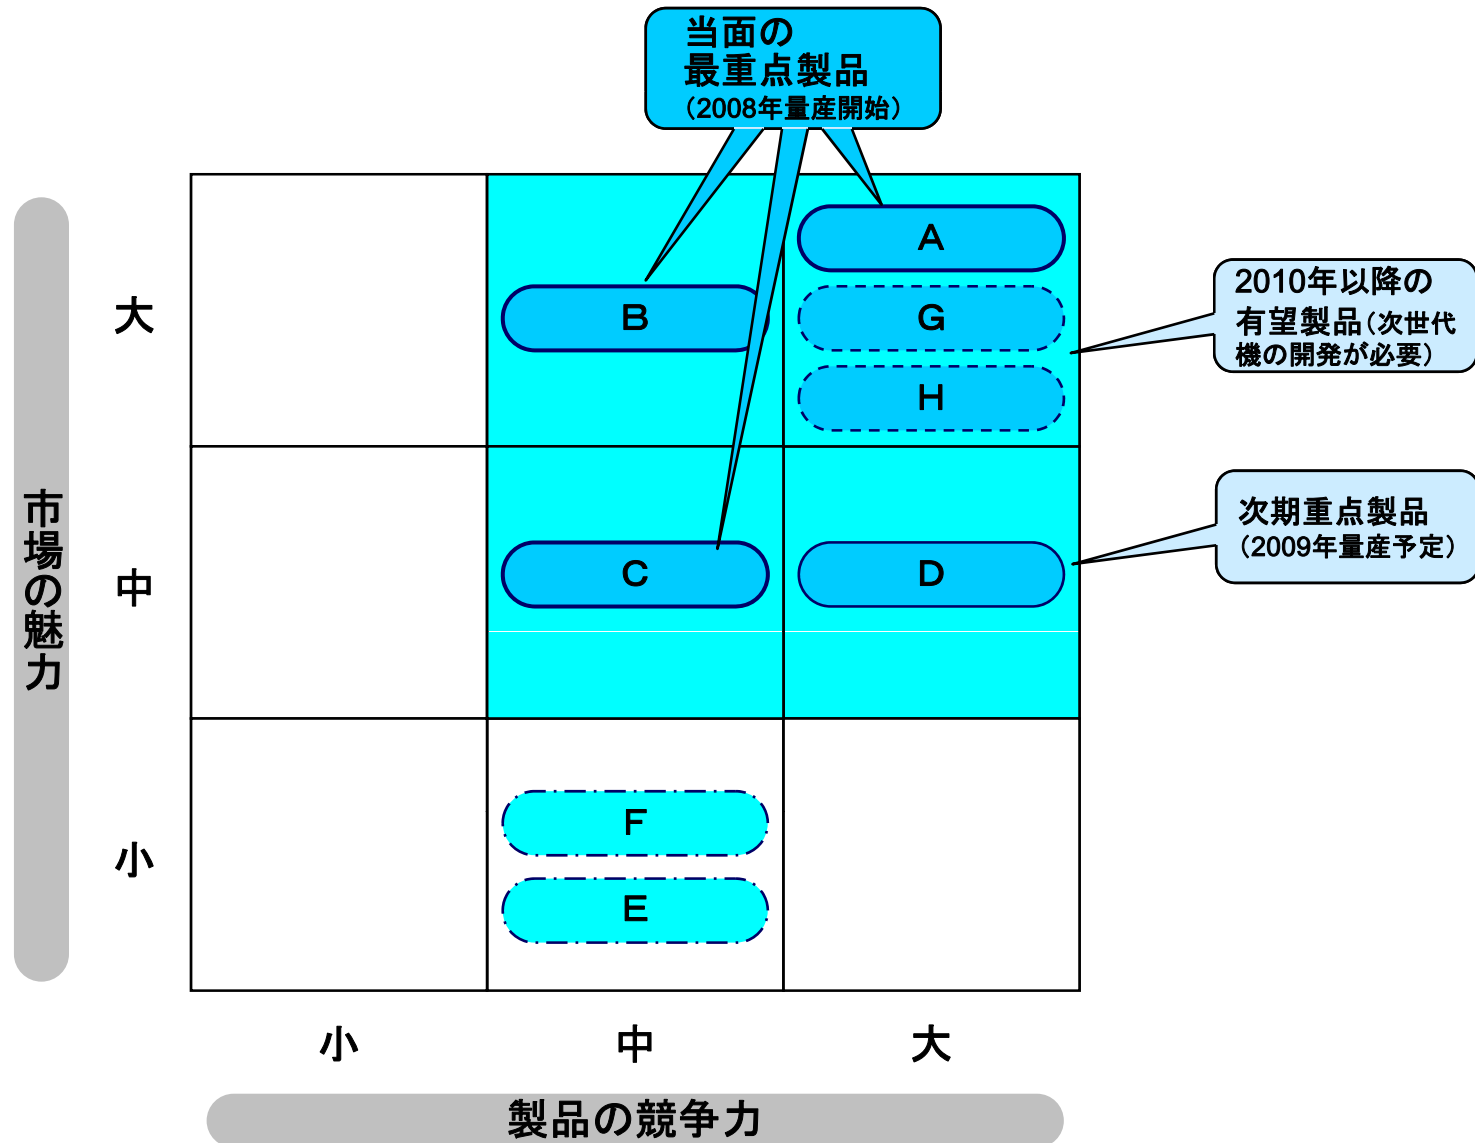 当面の
最重点製品
(2008年量産開始)
A
2010年以降の
有望製品(次世代
機の開発が必要)
大
B
G
H
次期重点製品
(2009年量産予定)
市場の魅力
中
C
D
F
小
E
小
中
大
製品の競争力